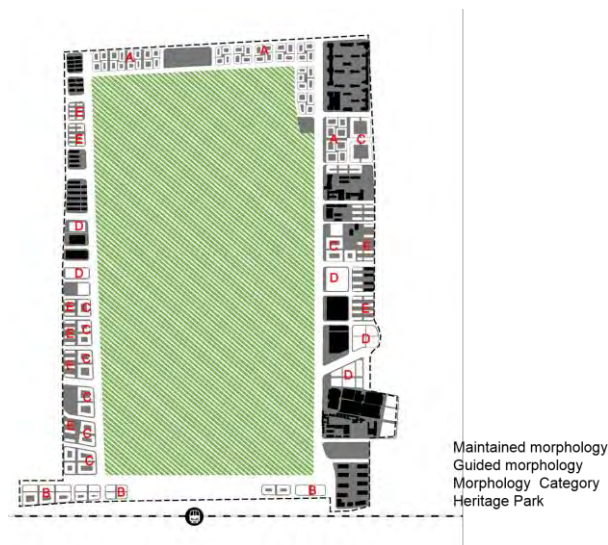 A A
E
E A C
D
C E
D D
E C E
E C D
E C
D
C
E C
C
B B B
Maintained morphology
Guided morphology
Morphology Category
Heritage Park